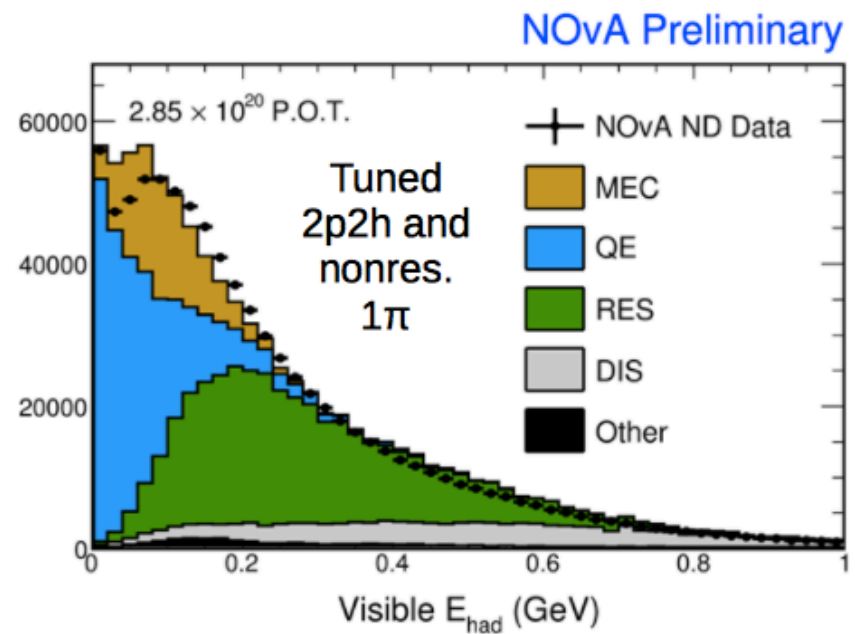 NOvA Preliminary
2.85 × 10²⁰ P.O.T.
Tuned
2p2h and
nonres.
1π
NOvA ND Data
MEC
QE
RES
DIS
Other
60000
40000
20000
0
0 0.2 0.4 0.6 0.8 1
Visible E_had (GeV)